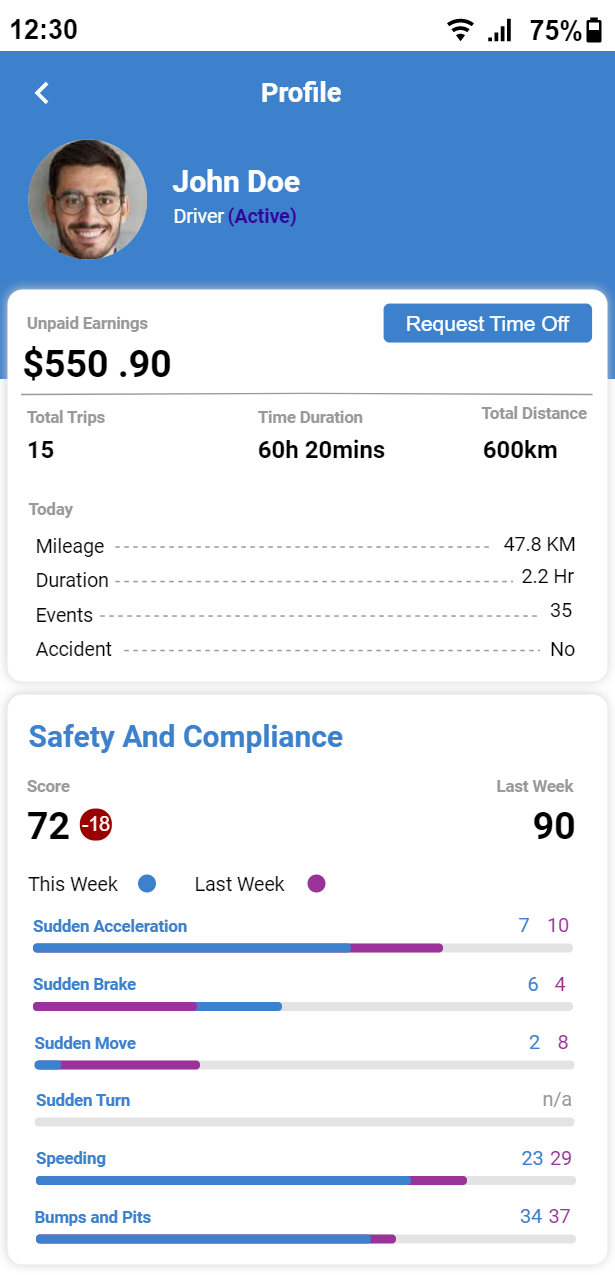 12:30 75%
Profile
John Doe
Driver (Active)
Unpaid Earnings
Request Time Off
$550 .90
Total Trips Time Duration Total Distance
15 60h 20mins 600km
Today
Mileage 47.8 KM
Duration 2.2 Hr
Events 35
Accident No
Safety And Compliance
Score Last Week
72 -18 90
This Week Last Week
Sudden Acceleration 7 10
Sudden Brake 6 4
Sudden Move 2 8
Sudden Turn n/a
Speeding 23 29
Bumps and Pits 34 37